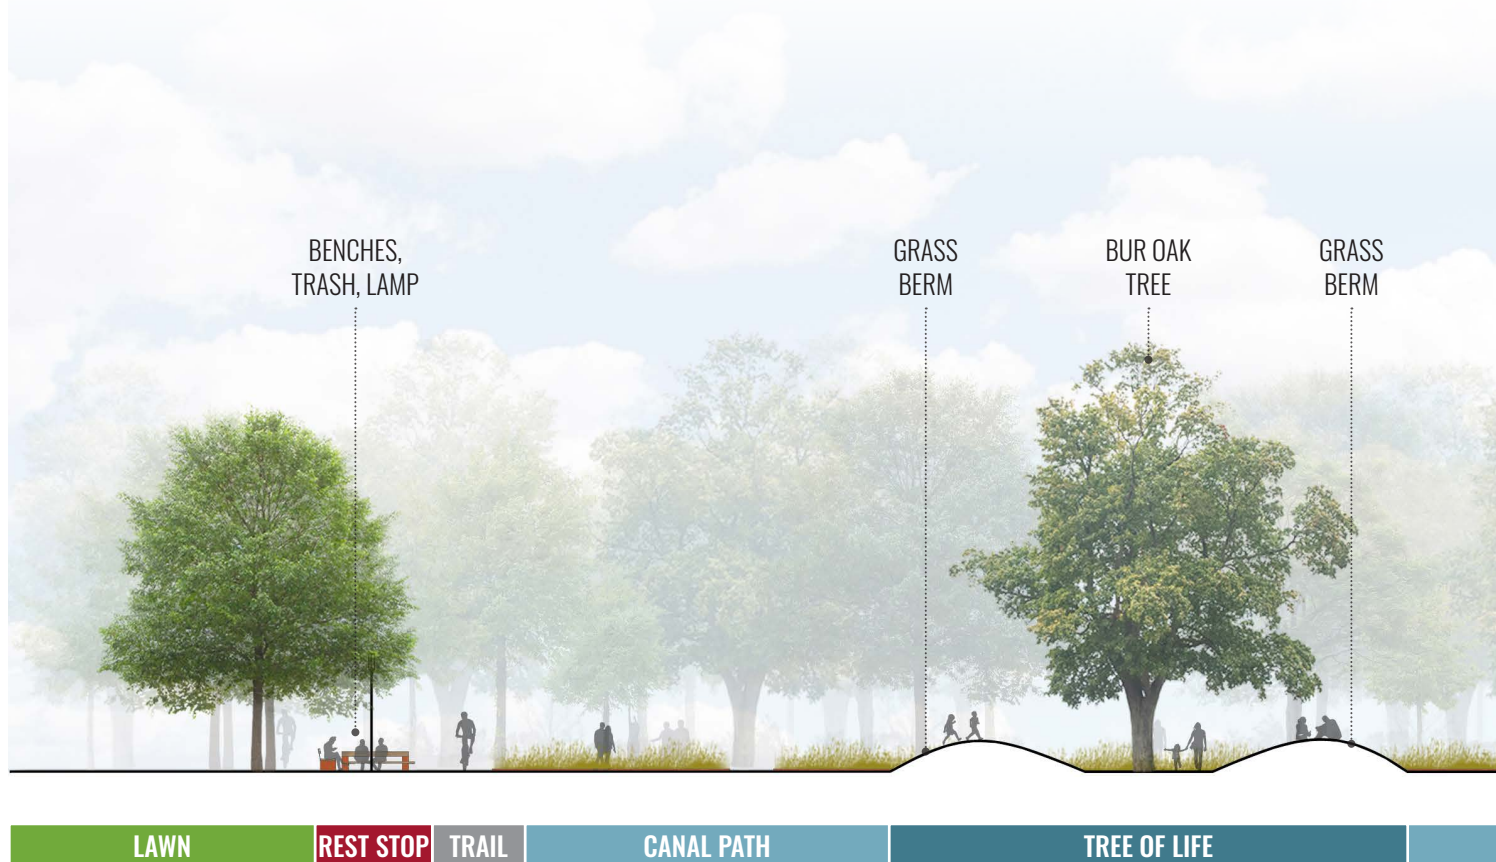 BENCHES,
TRASH, LAMP
GRASS
BERM
BUR OAK
TREE
GRASS
BERM
LAWN
REST STOP
TRAIL
CANAL PATH
TREE OF LIFE